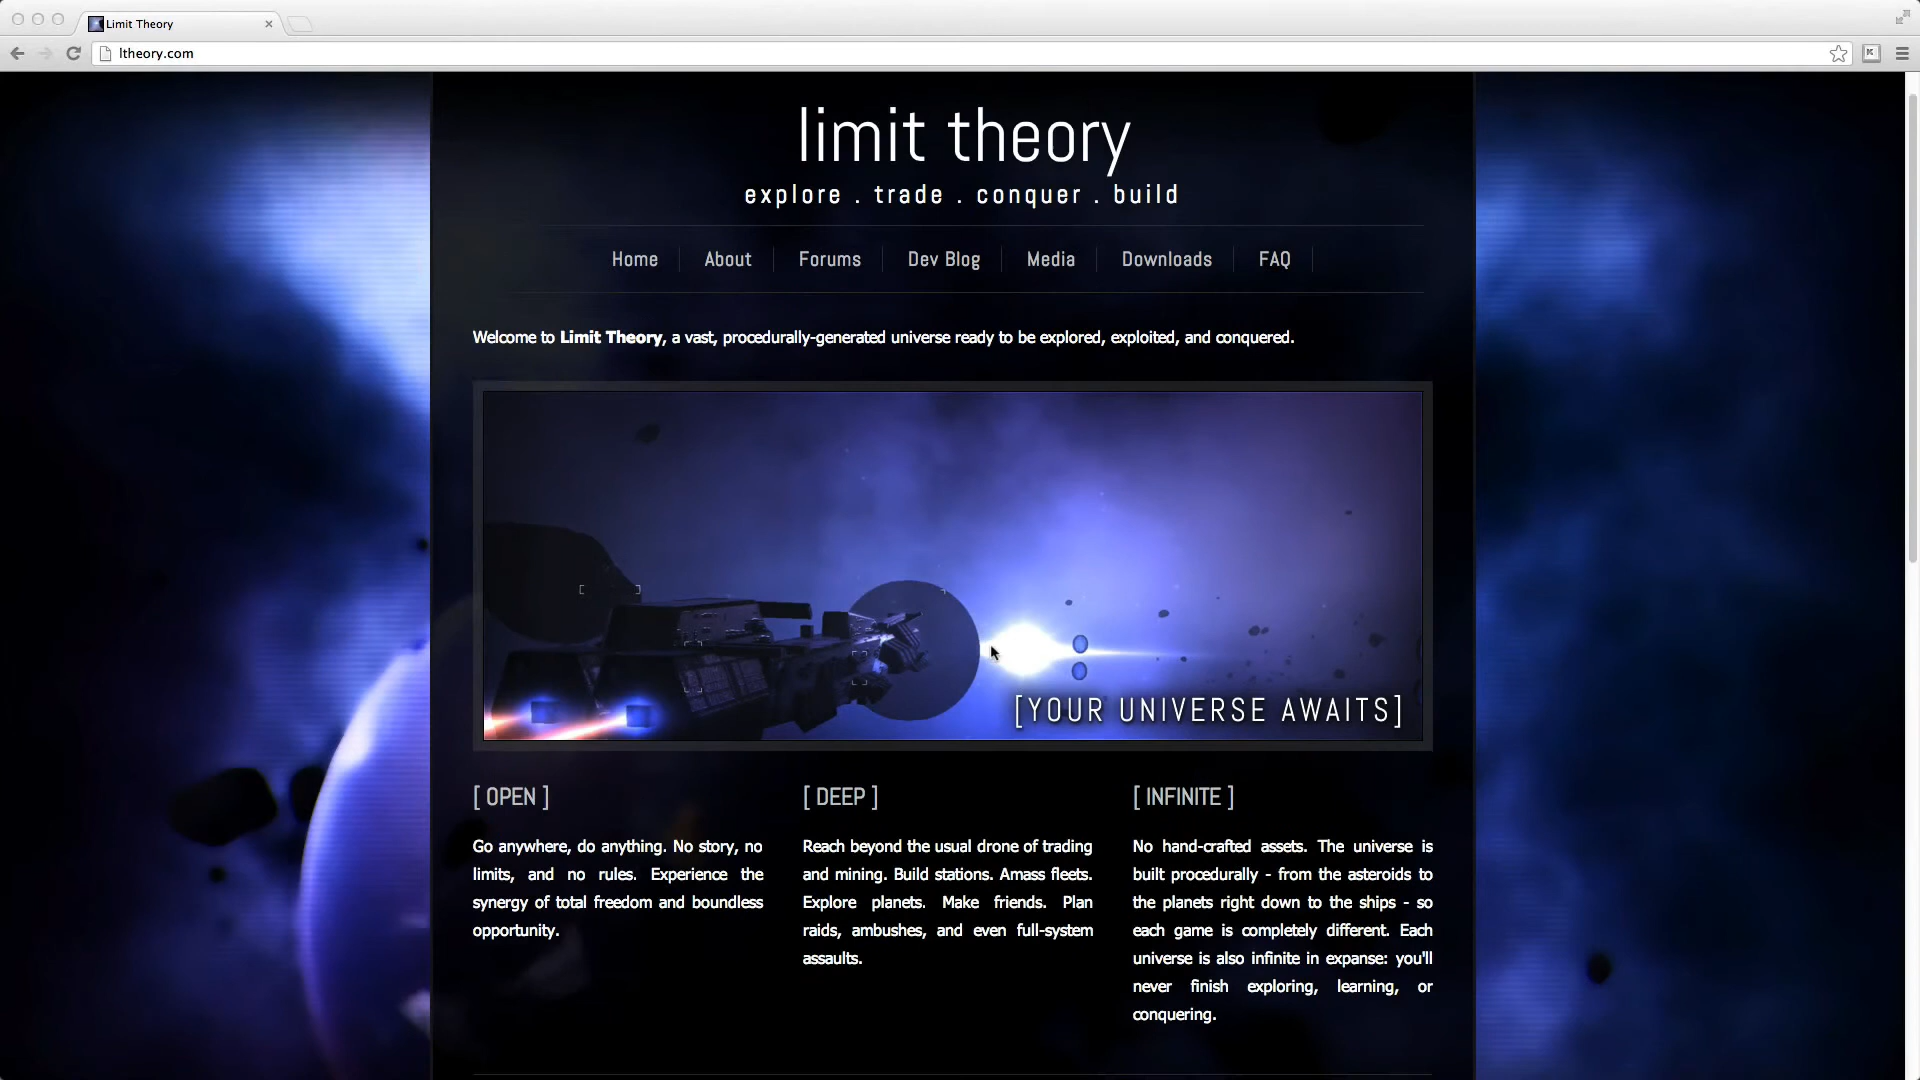 Limit Theory
ltheory.com
limit theory
explore . trade . conquer . build
Home About Forums Dev Blog Media Downloads FAQ
Welcome to Limit Theory, a vast, procedurally-generated universe ready to be explored, exploited, and conquered.
[YOUR UNIVERSE AWAITS]
[ OPEN ]
Go anywhere, do anything. No story, no
limits, and no rules. Experience the
synergy of total freedom and boundless
opportunity.
[ DEEP ]
Reach beyond the usual drone of trading
and mining. Build stations. Amass fleets.
Explore planets. Make friends. Plan
raids, ambushes, and even full-system
assaults.
[ INFINITE ]
No hand-crafted assets. The universe is
built procedurally - from the asteroids to
the planets right down to the ships - so
each game is completely different. Each
universe is also infinite in expanse: you'll
never finish exploring, learning, or
conquering.